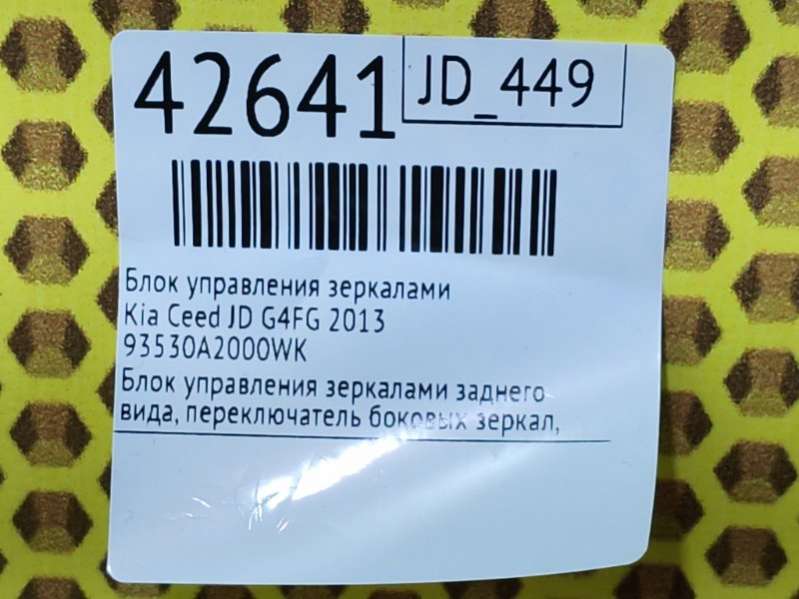 42641 JD_449
Блок управления зеркалами
Kia Ceed JD G4FG 2013
93530A2000WK
Блок управления зеркалами заднего
вида, переключатель боковых зеркал,